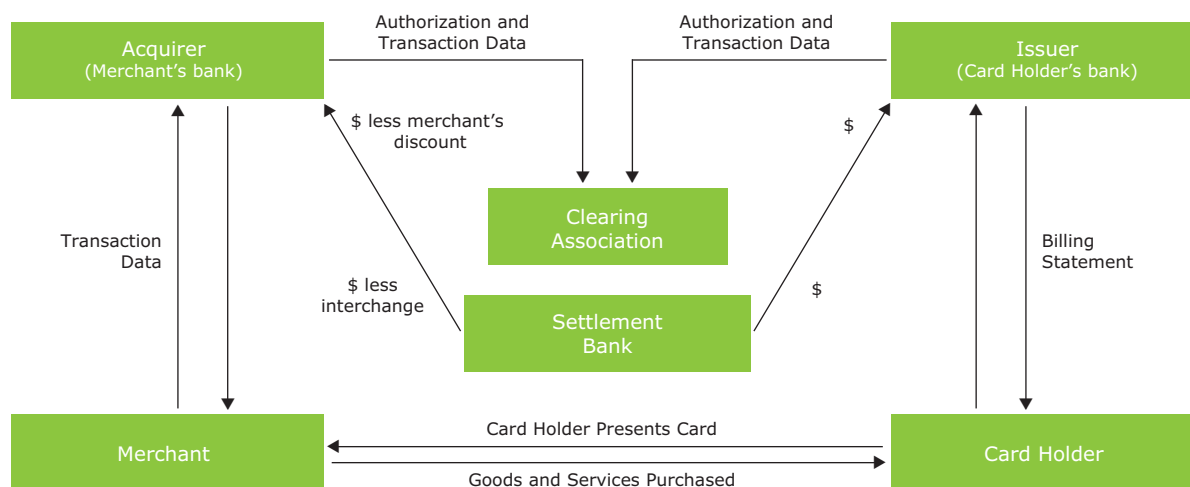 Authorization and
Transaction Data
Authorization and
Transaction Data
Acquirer
(Merchant’s bank)
Issuer
(Card Holder’s bank)
$ less merchant’s
discount
$
Clearing
Association
Transaction
Data
Billing
Statement
$ less
interchange
$
Settlement
Bank
Card Holder Presents Card
Merchant
Card Holder
Goods and Services Purchased